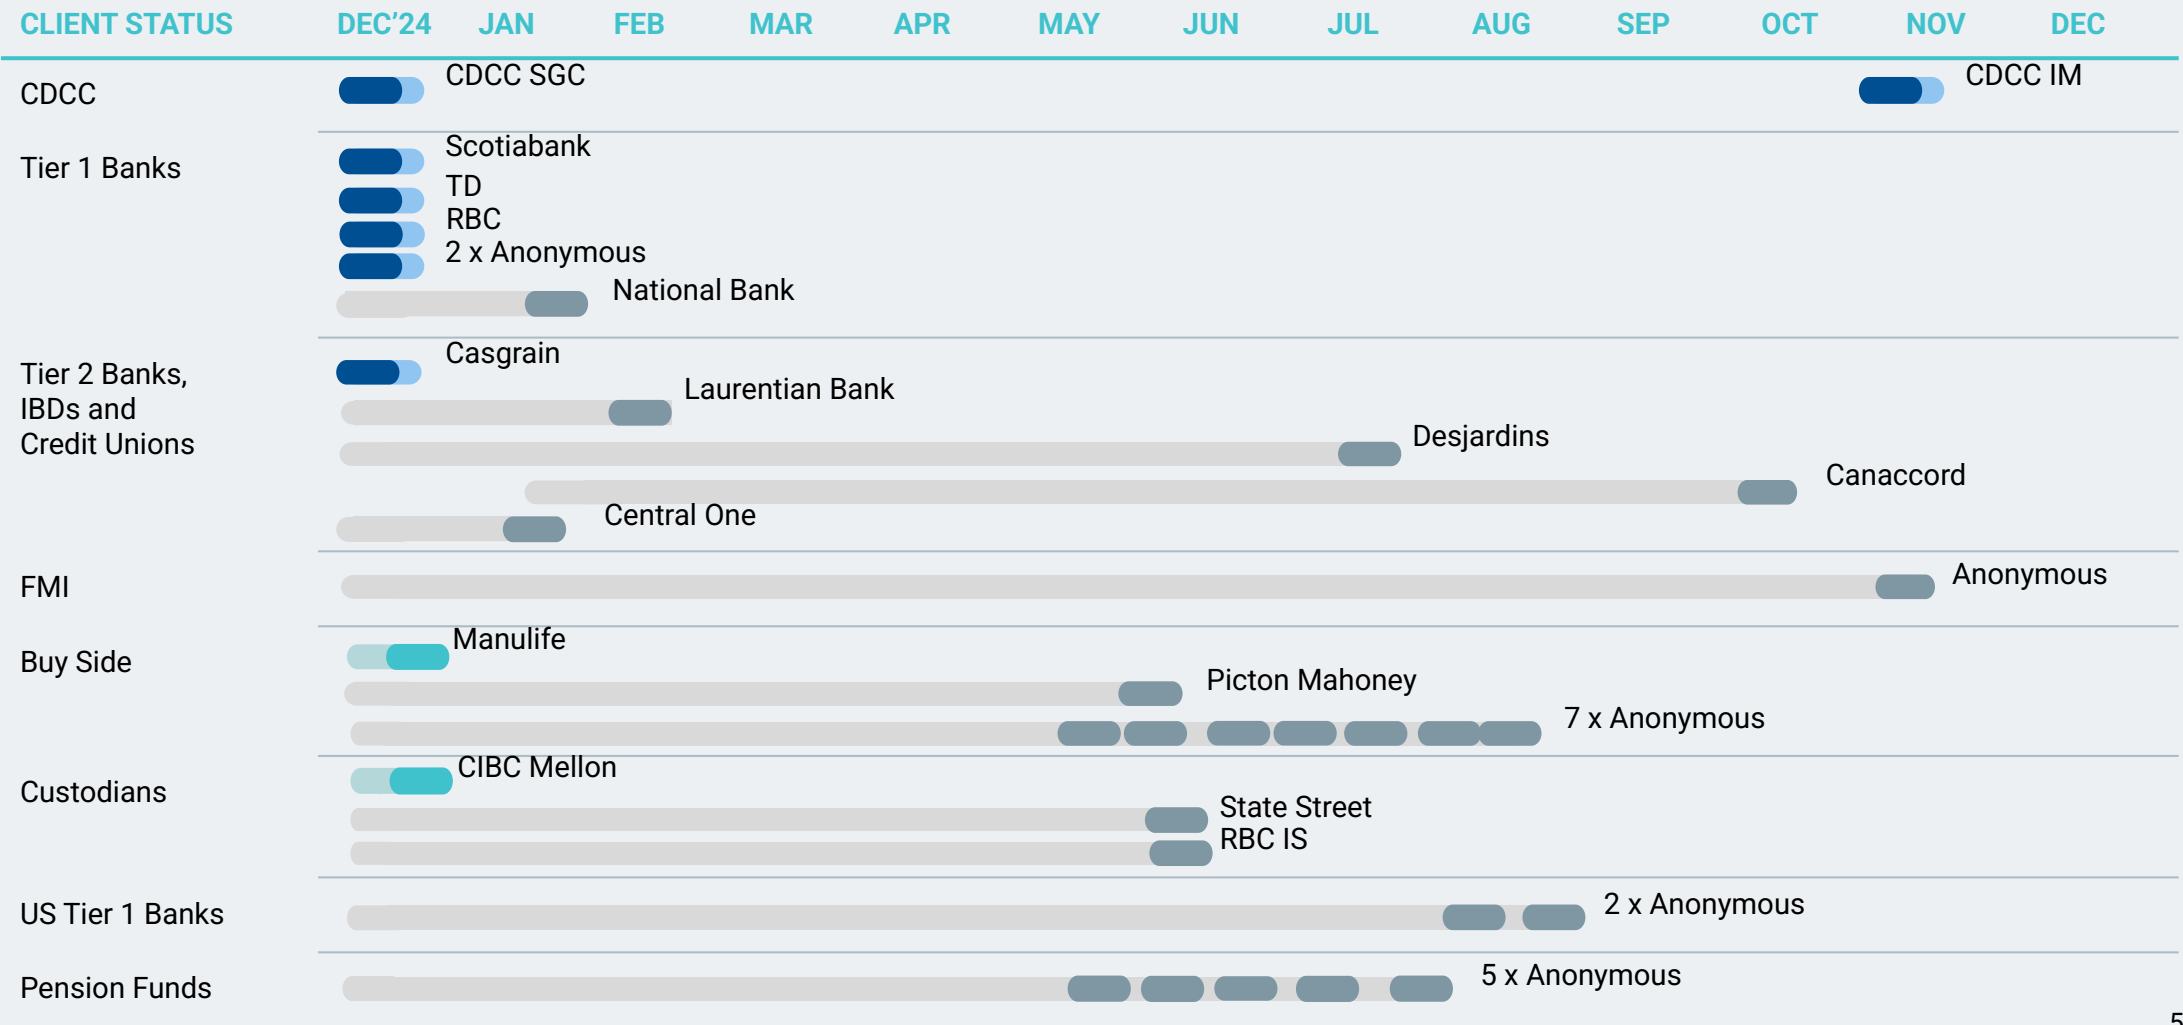 CLIENT STATUS DEC’24 JAN FEB MAR APR MAY JUN JUL AUG SEP OCT NOV DEC
CDCC
CDCC SGC
CDCC IM
Tier 1 Banks
Scotiabank
TD
RBC
2 x Anonymous
National Bank
Tier 2 Banks,
IBDs and
Credit Unions
Casgrain
Laurentian Bank
Desjardins
Canaccord
Central One
FMI
Anonymous
Buy Side
Manulife
Picton Mahoney
7 x Anonymous
Custodians
CIBC Mellon
State Street
RBC IS
US Tier 1 Banks
2 x Anonymous
Pension Funds
5 x Anonymous